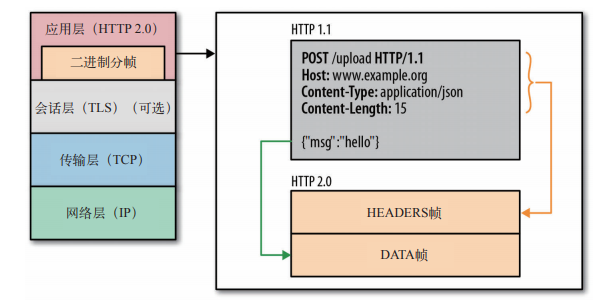 应用层（HTTP 2.0）
二进制分帧
会话层（TLS）（可选）
传输层（TCP）
网络层（IP）
HTTP 1.1
POST /upload HTTP/1.1
Host: www.example.org
Content-Type: application/json
Content-Length: 15
{"msg":"hello"}
HTTP 2.0
HEADERS帧
DATA帧